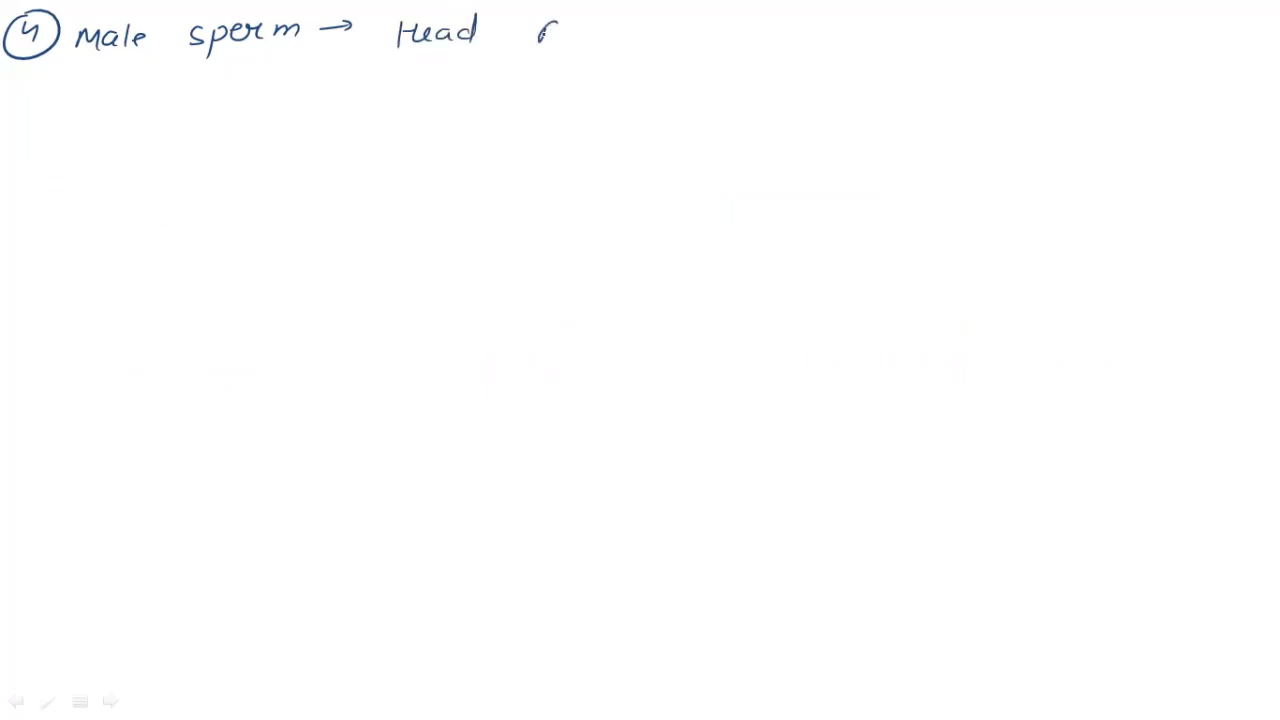 ④ Male sperm → Head